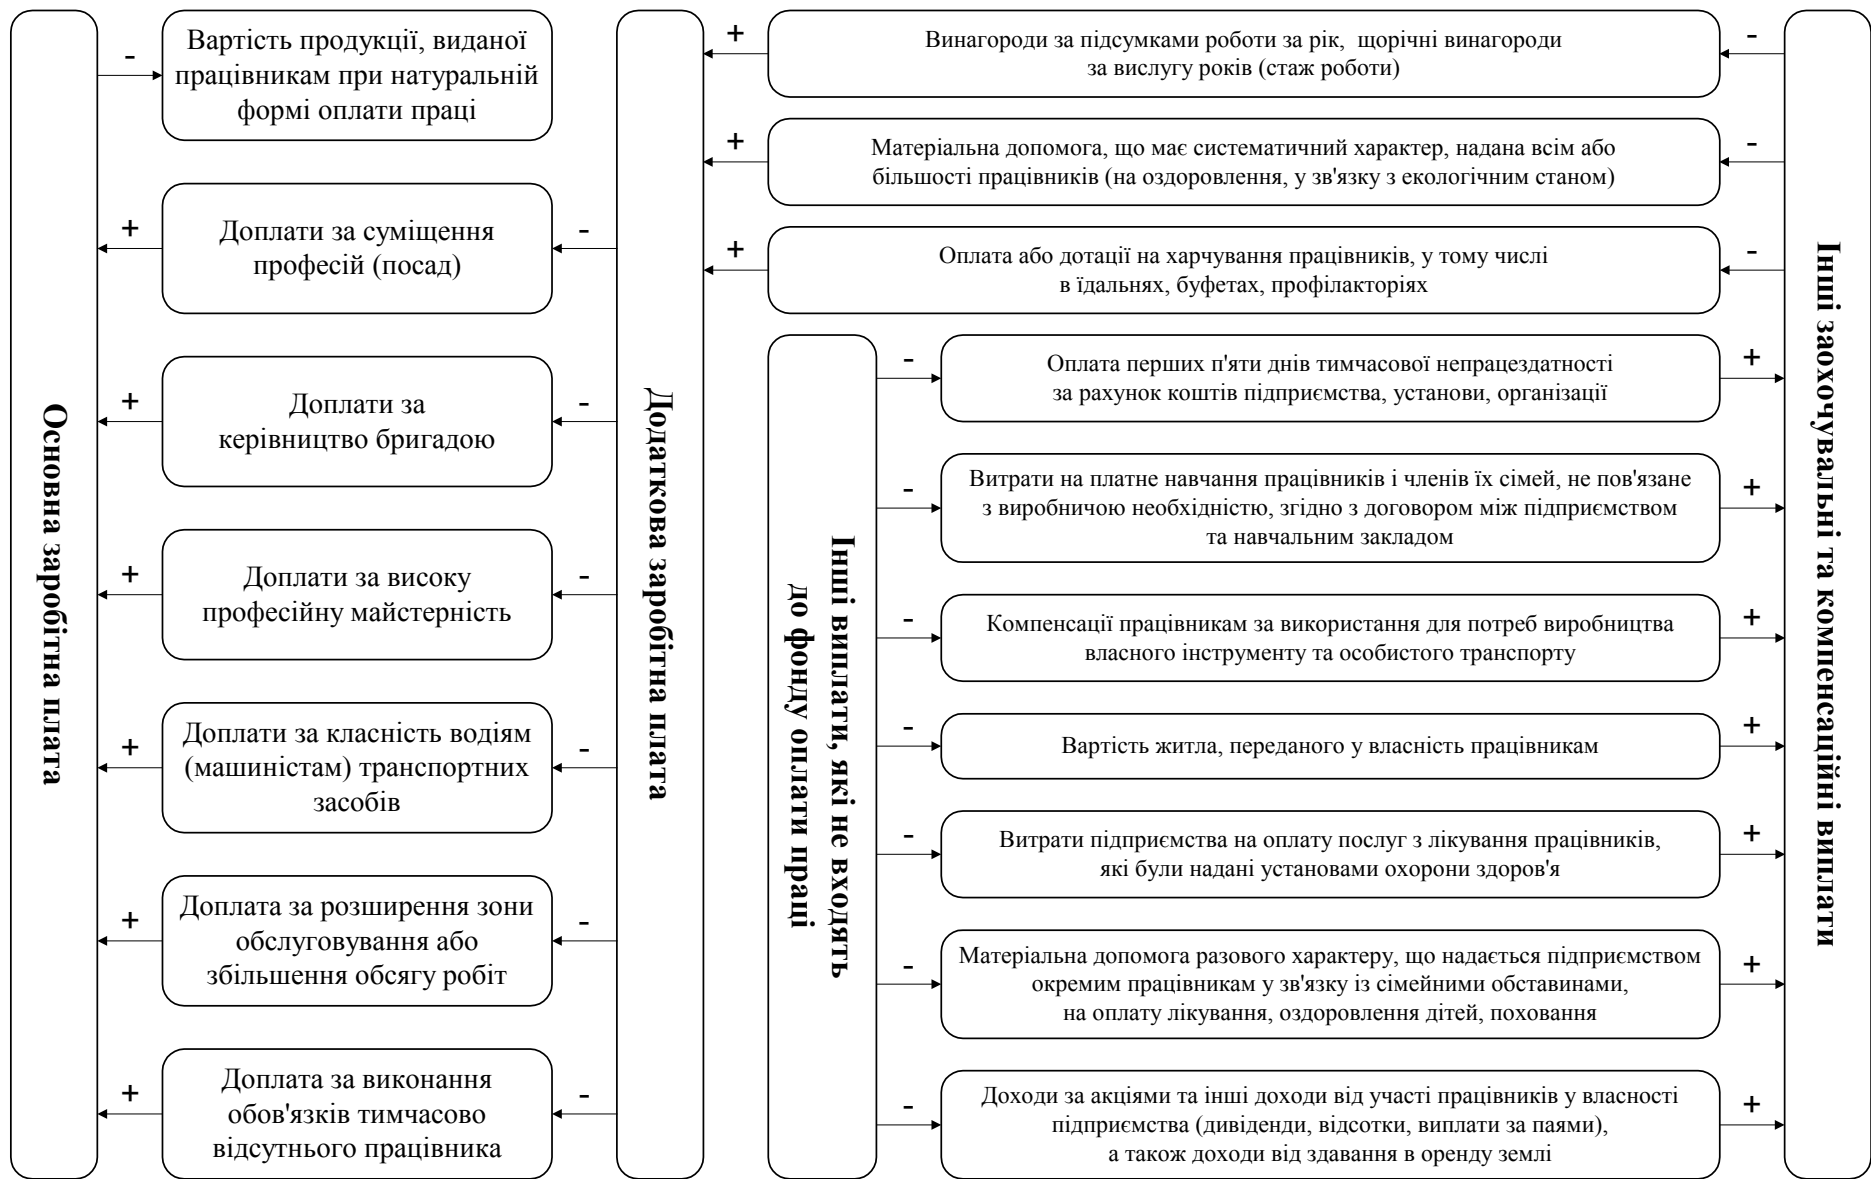 Основна заробітна плата
-
Вартість продукції, виданої
працівникам при натуральній
формі оплати праці
+
Доплати за суміщення
професій (посад)
-
+
Доплати за
керівництво бригадою
-
+
Доплати за високу
професійну майстерність
-
+
Доплати за класність водіям
(машиністам) транспортних
засобів
-
+
Доплата за розширення зони
обслуговування або
збільшення обсягу робіт
-
+
Доплата за виконання
обов'язків тимчасово
відсутнього працівника
-
Додаткова заробітна плата
+
Винагороди за підсумками роботи за рік, щорічні винагороди
за вислугу років (стаж роботи)
-
+
Матеріальна допомога, що має систематичний характер, надана всім або
більшості працівників (на оздоровлення, у зв'язку з екологічним станом)
-
+
Оплата або дотації на харчування працівників, у тому числі
в їдальнях, буфетах, профілакторіях
-
Інші виплати, які не входять
до фонду оплати праці
-
Оплата перших п'яти днів тимчасової непрацездатності
за рахунок коштів підприємства, установи, організації
+
-
Витрати на платне навчання працівників і членів їх сімей, не пов'язане
з виробничою необхідністю, згідно з договором між підприємством
та навчальним закладом
+
-
Компенсації працівникам за використання для потреб виробництва
власного інструменту та особистого транспорту
+
-
Вартість житла, переданого у власність працівникам
+
-
Витрати підприємства на оплату послуг з лікування працівників,
які були надані установами охорони здоров'я
+
-
Матеріальна допомога разового характеру, що надається підприємством
окремим працівникам у зв'язку із сімейними обставинами,
на оплату лікування, оздоровлення дітей, поховання
+
-
Доходи за акціями та інші доходи від участі працівників у власності
підприємства (дивіденди, відсотки, виплати за паями),
а також доходи від здавання в оренду землі
+
Інші заохочувальні та компенсаційні виплати